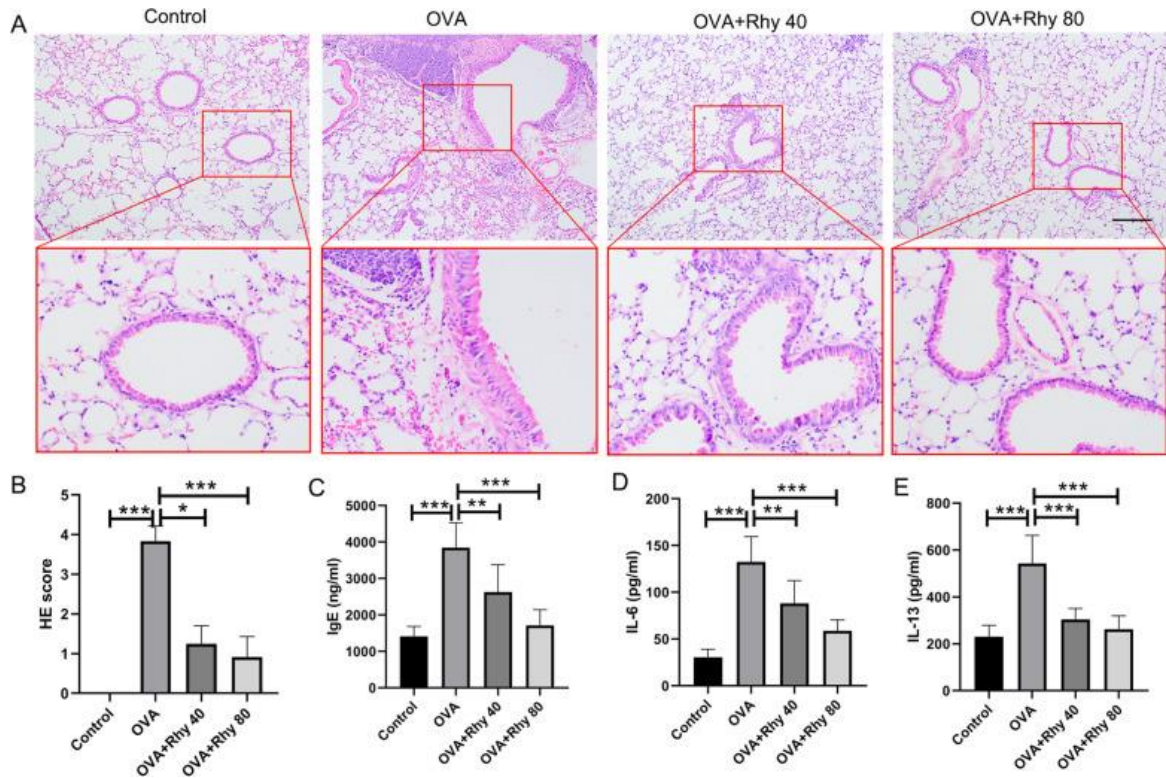 A
Control
OVA
OVA+Rhy 40
OVA+Rhy 80
B
HE score
5
4
3
2
1
0
***
***
*
Control
OVA
OVA+Rhy 40
OVA+Rhy 80
C
IgE (ng/ml)
5000
4000
3000
2000
1000
0
***
***
**
Control
OVA
OVA+Rhy 40
OVA+Rhy 80
D
IL-6 (pg/ml)
200
150
100
50
0
***
***
**
Control
OVA
OVA+Rhy 40
OVA+Rhy 80
E
IL-13 (pg/ml)
800
600
400
200
0
***
***
***
Control
OVA
OVA+Rhy 40
OVA+Rhy 80